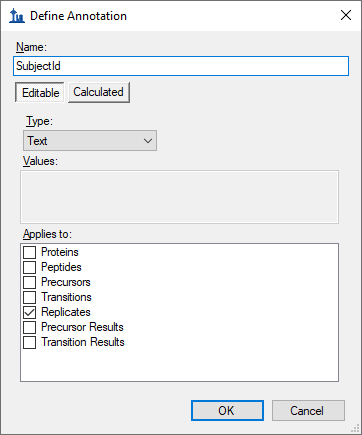 Define Annotation
Name:
SubjectId
Editable Calculated
Type:
Text
Values:
Applies to:
Proteins
Peptides
Precursors
Transitions
Replicates
Precursor Results
Transition Results
OK Cancel